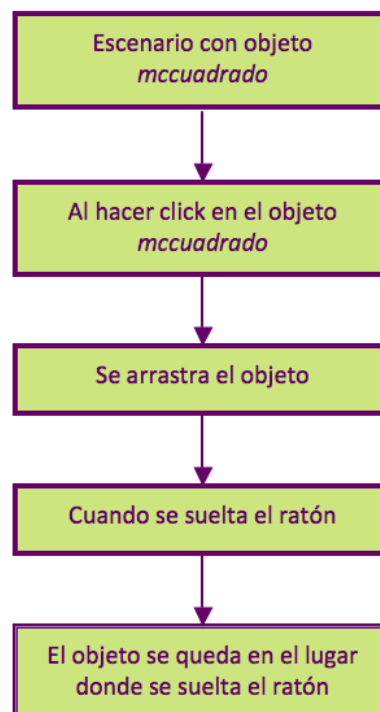 Escenario con objeto
mccuadrado
Al hacer click en el objeto
mccuadrado
Se arrastra el objeto
Cuando se suelta el ratón
El objeto se queda en el lugar
donde se suelta el ratón